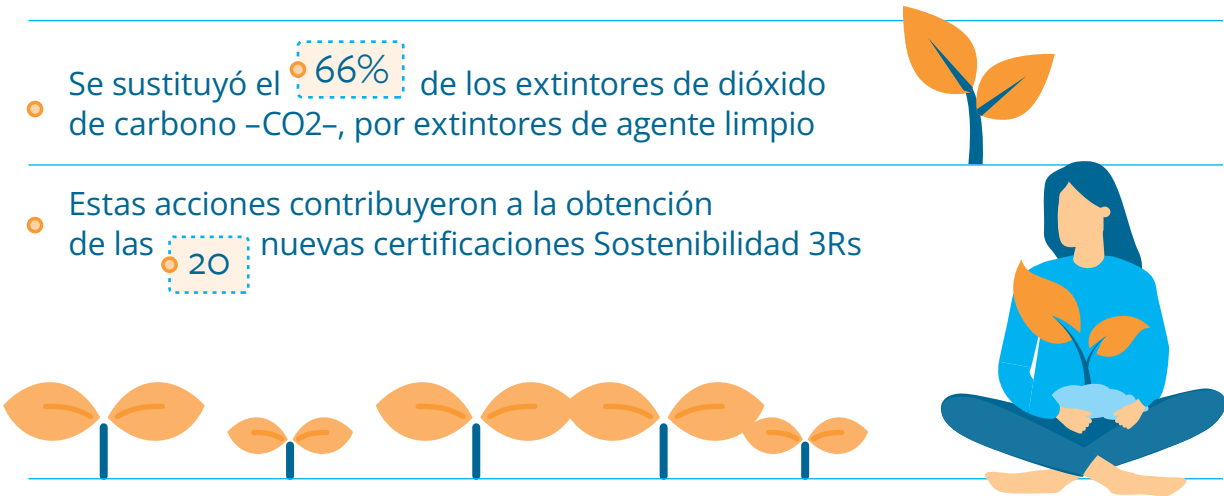 Se sustituyó el 66% de los extintores de dióxido
de carbono –CO2–, por extintores de agente limpio
Estas acciones contribuyeron a la obtención
de las 20 nuevas certificaciones Sostenibilidad 3Rs